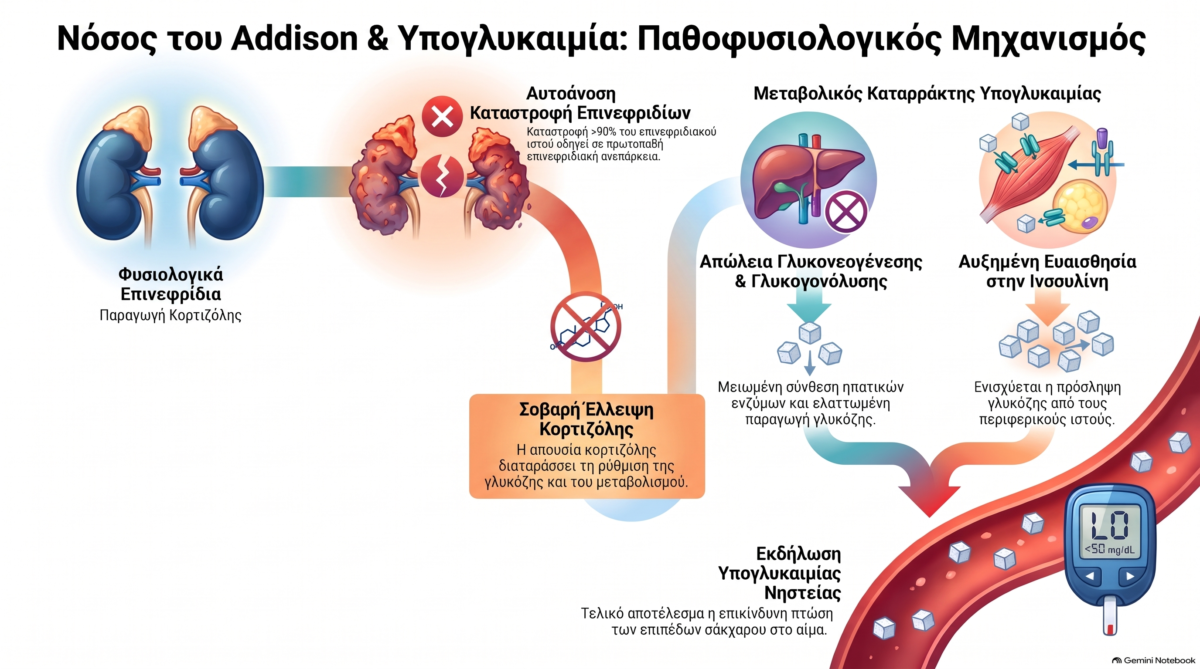 Νόσος του Addison & Υπογλυκαιμία: Παθοφυσιολογικός Μηχανισμός
Φυσιολογικά
Επινεφρίδια
Παραγωγή Κορτιζόλης
Αυτοάνοση
Καταστροφή Επινεφριδίων
Καταστροφή >90% του επινεφριδιακού
ιστού οδηγεί σε πρωτοπαθή
επινεφριδιακή ανεπάρκεια.
OH
O
Σοβαρή Έλλειψη
Κορτιζόλης
Η απουσία κορτιζόλης
διαταράσσει τη ρύθμιση της
γλυκόζης και του μεταβολισμού.
Μεταβολικός Καταρράκτης Υπογλυκαιμίας
Απώλεια Γλυκονεογένεσης
& Γλυκογονόλυσης
Μειωμένη σύνθεση ηπατικών
ενζύμων και ελαττωμένη
παραγωγή γλυκόζης.
Αυξημένη Ευαισθησία
στην Ινσουλίνη
Ενισχύεται η πρόσληψη
γλυκόζης από τους
περιφερικούς ιστούς.
Εκδήλωση
Υπογλυκαιμίας
Νηστείας
Τελικό αποτέλεσμα η επικίνδυνη πτώση
των επιπέδων σάκχαρου στο αίμα.
LO
<50 mg/dL
Gemini Notebook